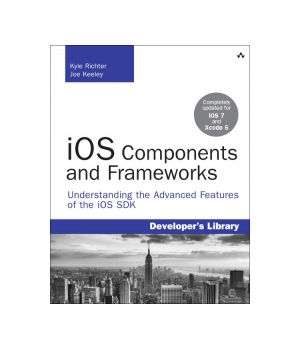 Kyle Richter
Joe Keeley
Completely
updated for
iOS 7
and
Xcode 5
iOS Components
and Frameworks
Understanding the Advanced Features
of the iOS SDK
Developer's Library